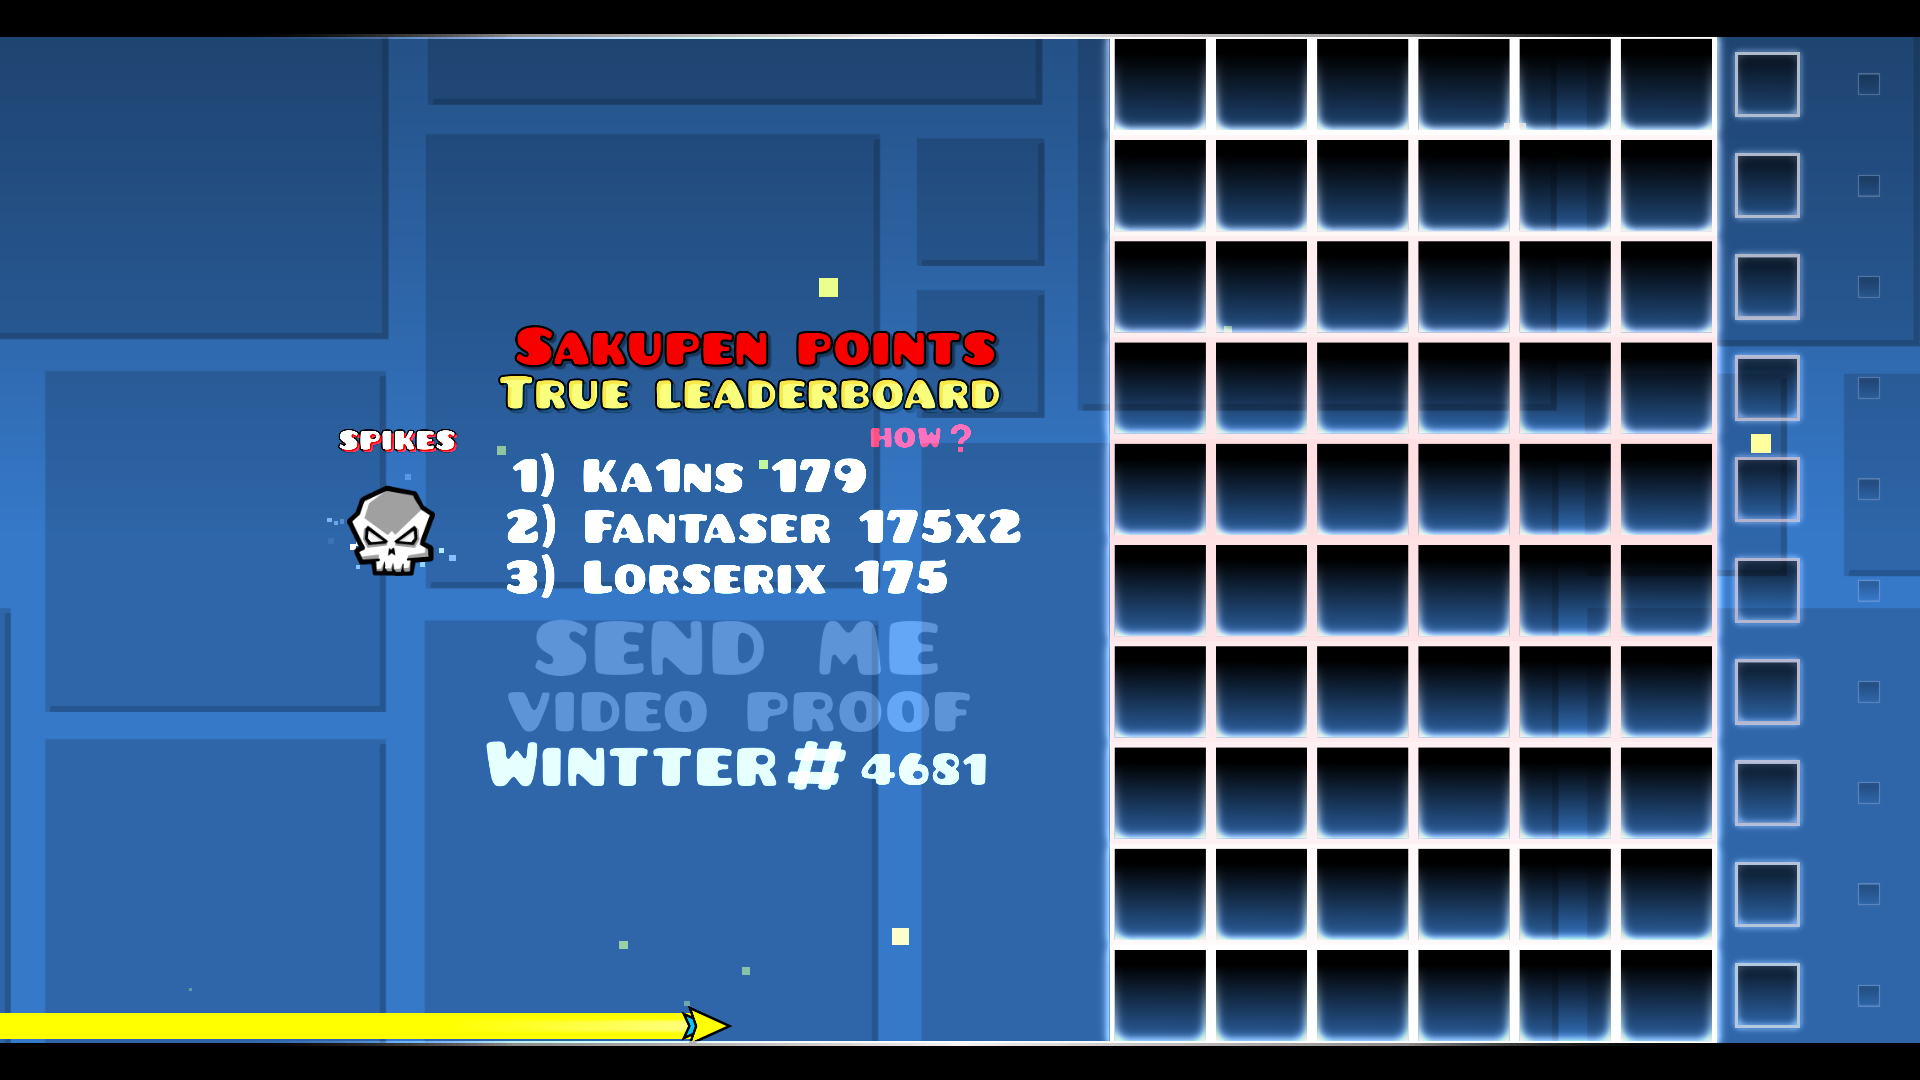 Sakupen points
True leaderboard
how?
spikes
1) Ka1ns 179
2) Fantaser 175x2
3) Lorserix 175
SEND ME
VIDEO PROOF
Wintter# 4681